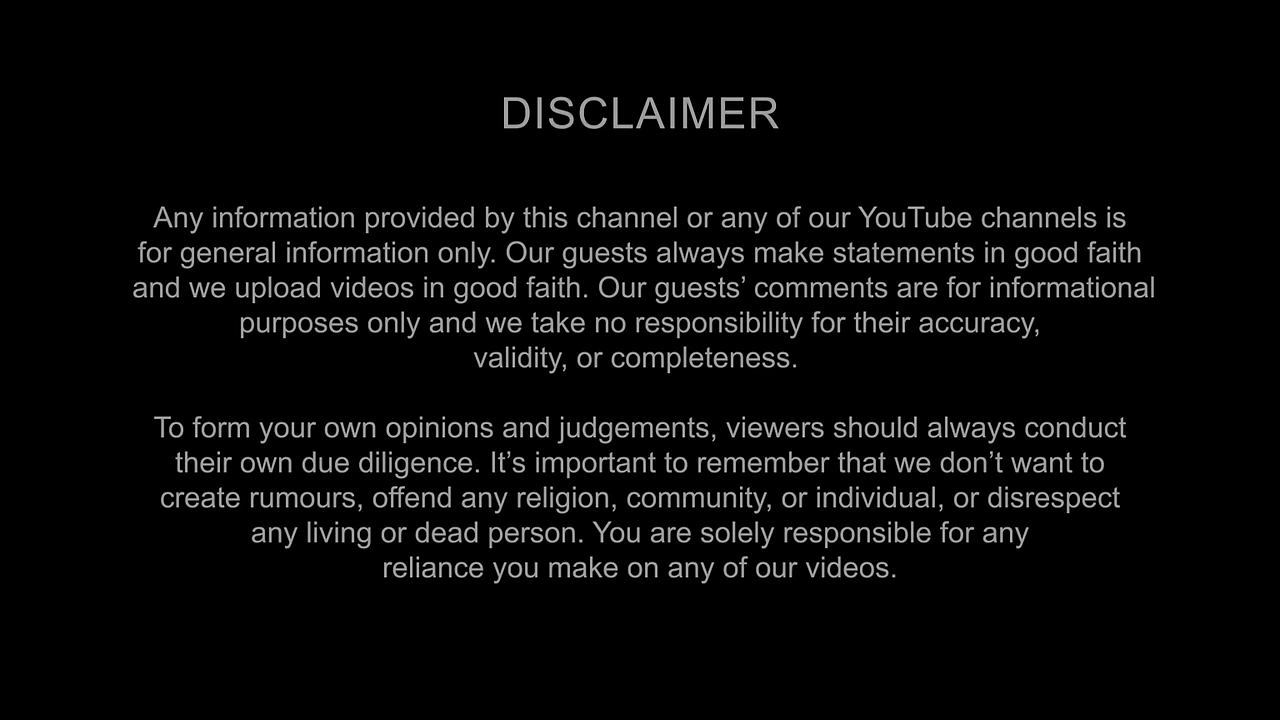 DISCLAIMER
Any information provided by this channel or any of our YouTube channels is
for general information only. Our guests always make statements in good faith
and we upload videos in good faith. Our guests’ comments are for informational
purposes only and we take no responsibility for their accuracy,
validity, or completeness.
To form your own opinions and judgements, viewers should always conduct
their own due diligence. It’s important to remember that we don’t want to
create rumours, offend any religion, community, or individual, or disrespect
any living or dead person. You are solely responsible for any
reliance you make on any of our videos.